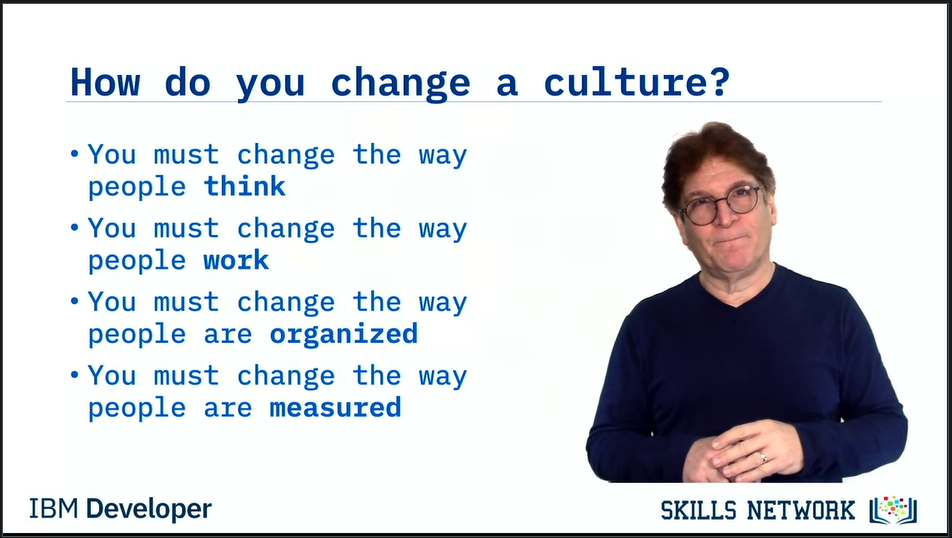 How do you change a culture?
• You must change the way
people think
• You must change the way
people work
• You must change the way
people are organized
• You must change the way
people are measured
IBM Developer
SKILLS NETWORK